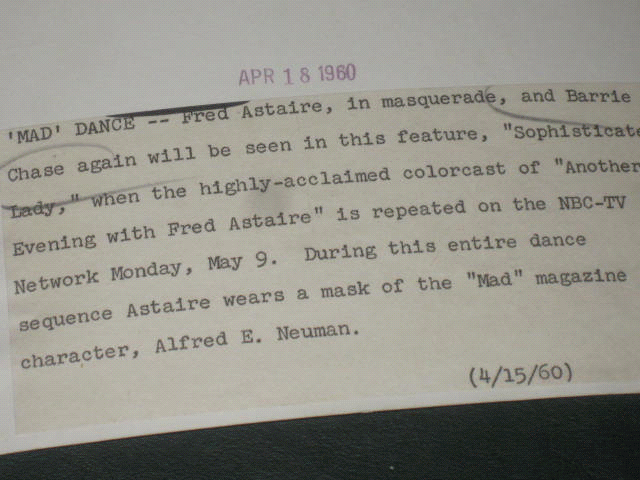 APR 18 1960
'MAD' DANCE -- Fred Astaire, in masquerade, and Barrie
Chase again will be seen in this feature, "Sophisticate
Lady," when the highly-acclaimed colorcast of "Another
Evening with Fred Astaire" is repeated on the NBC-TV
Network Monday, May 9. During this entire dance
sequence Astaire wears a mask of the "Mad" magazine
character, Alfred E. Neuman.
(4/15/60)